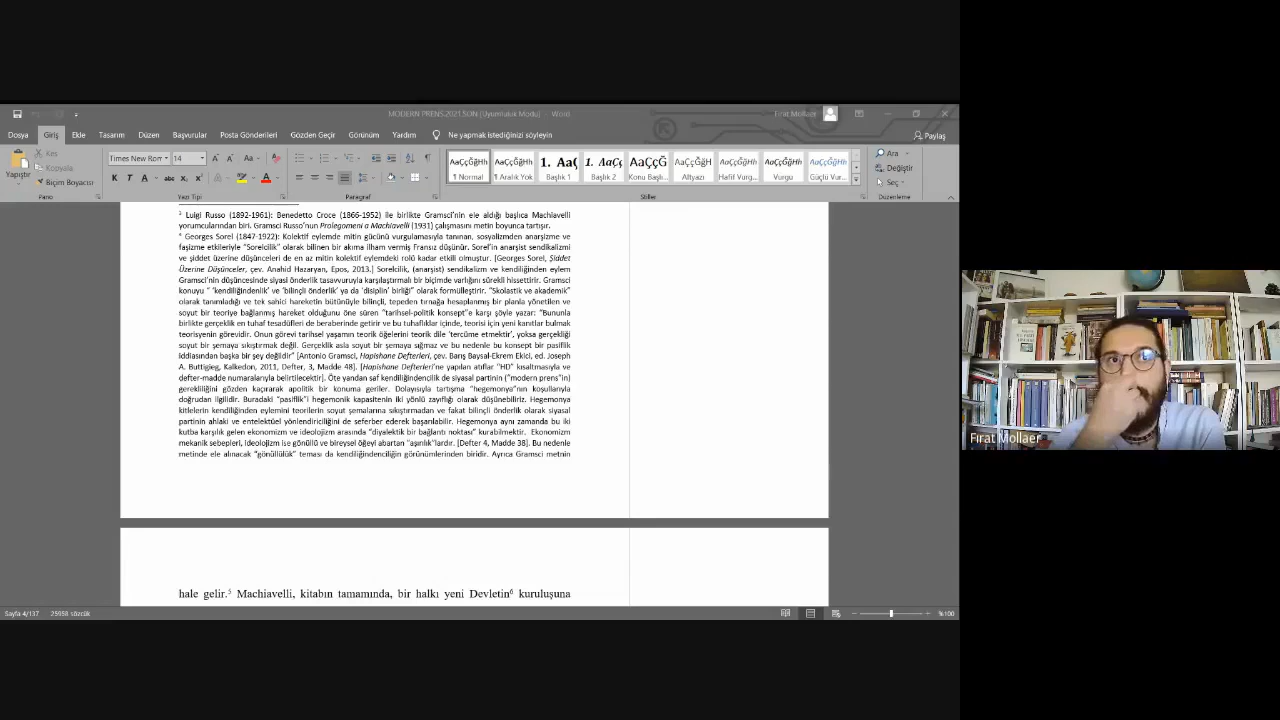 MODERN PRENS.2021.SON (Uyumluluk Modu) - Word
Fırat Mollaer
Dosya Giriş Ekle Tasarım Düzen Başvurular Posta Gönderileri Gözden Geçir Görünüm Yardım Ne yapmak istediğinizi söyleyin Paylaş
Yapıştır
Kes
Kopyala
Biçim Boyacısı
Times New Rom 14
AaÇçĞğHh AaÇçĞğHh 1. AaÇ 1. AaÇç AaÇçĞ AaÇçĞğH AaÇçĞğHh AaÇçĞğHh AaÇçĞğHh
¶ Normal ¶ Aralık Yok Başlık 1 Başlık 2 Konu Başlı... Altyazı Hafif Vur... Vurgu Güçlü Vur...
Ara
Değiştir
Seç
Pano Yazı Tipi Paragraf Stiller Düzenleme
Luigi Russo (1892-1961): Benedetto Croce (1866-1952) ile birlikte Gramsci'nin ele aldığı başlıca Machiavelli
yorumcularından biri. Gramsci Russo'nun Prolegomeni a Machiavelli (1931) çalışmasını metin boyunca tartışır.
⁴ Georges Sorel (1847-1922): Kolektif eylemde mitin gücünü vurgulamasıyla tanınan, sosyalizmden anarşizme ve
faşizme etkileriyle "Sorelcilik" olarak bilinen bir akıma ilham vermiş Fransız düşünür. Sorel'in anarşist sendikalizmi
ve şiddet üzerine düşünceleri de en az mitin kolektif eylemdeki rolü kadar etkili olmuştur. [Georges Sorel, Şiddet
Üzerine Düşünceler, çev. Anahid Hazaryan, Epos, 2013.] Sorelcilik, (anarşist) sendikalizm ve kendiliğinden eylem
Gramsci'nin düşüncesinde siyasi önderlik tasavvuruyla karşılaştırmalı bir biçimde varlığını sürekli hissettirir. Gramsci
konuyu " 'kendiliğindenlik' ve 'bilinçli önderlik' ya da 'disiplin' birliği" olarak formülleştirir. "Skolastik ve akademik"
olarak tanımladığı ve tek sahici hareketin bütünüyle bilinçli, tepeden tırnağa hesaplanmış bir planla yönetilen ve
soyut bir teoriye bağlanmış hareket olduğunu öne süren "tarihsel-politik konsept"e karşı şöyle yazar: "Bununla
birlikte gerçeklik en tuhaf tesadüfleri de beraberinde getirir ve bu tuhaflıklar içinde, teorisi için yeni kanıtlar bulmak
teorisyenin görevidir. Onun görevi tarihsel yaşamın teorik öğelerini teorik dile 'tercüme etmektir', yoksa gerçekliği
soyut bir şemaya sıkıştırmak değil. Gerçeklik asla soyut bir şemaya sığmaz ve bu nedenle bu konsept bir pasiflik
iddiasından başka bir şey değildir" [Antonio Gramsci, Hapishane Defterleri, çev. Barış Baysal-Ekrem Ekici, ed. Joseph
A. Buttigieg, Kalkedon, 2011, Defter, 3, Madde 48]. [Hapishane Defterleri'ne yapılan atıflar "HD" kısaltmasıyla ve
defter-madde numaralarıyla belirtilecektir]. Öte yandan saf kendiliğindencilik de siyasal partinin ("modern prens"in)
gerekliliğini gözden kaçırarak apolitik bir konuma geriler. Dolayısıyla tartışma "hegemonya"nın koşullarıyla
doğrudan ilgilidir. Buradaki "pasiflik"i hegemonik kapasitenin iki yönlü zayıflığı olarak düşünebiliriz. Hegemonya
kitlelerin kendiliğinden eylemini teorilerin soyut şemalarına sıkıştırmadan ve fakat bilinçli önderlik olarak siyasal
partinin ahlaki ve entelektüel yönlendiriciliğini de seferber ederek başarılabilir. Hegemonya aynı zamanda bu iki
kutba karşılık gelen ekonomizm ve ideolojizm arasında "diyalektik bir bağlantı noktası" kurabilmektir. Ekonomizm
mekanik sebepleri, ideolojizm ise gönüllü ve bireysel öğeyi abartan "aşırılık"lardır. [Defter 4, Madde 38]. Bu nedenle
metinde ele alınacak "gönüllülük" teması da kendiliğindenciliğin görünümlerinden biridir. Ayrıca Gramsci metnin
hale gelir.⁵ Machiavelli, kitabın tamamında, bir halkı yeni Devletin⁶ kuruluşuna
Sayfa 4/137 25958 sözcük %100
Fırat Mollaer